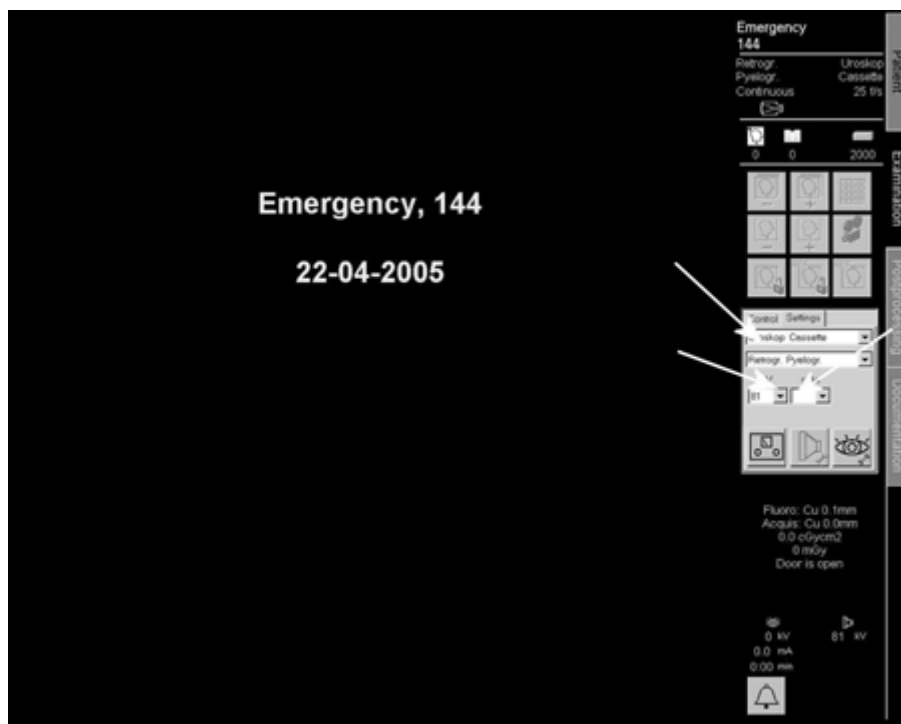 Emergency
144
Retrogr. Uroskop
Pyelogr. Cassette
Continuous 25 f/s
0 0 2000
Emergency, 144
22-04-2005
Control Settings
Cassette
Retrogr. Pyelogr.
81
Fluoro: Cu 0.1mm
Acquis: Cu 0.0mm
0.0 cGycm2
0 mGy
Door is open
0 kV 81 kV
0.0 mA
0:00 min
Patient
Examination
Postprocessing
Documentation